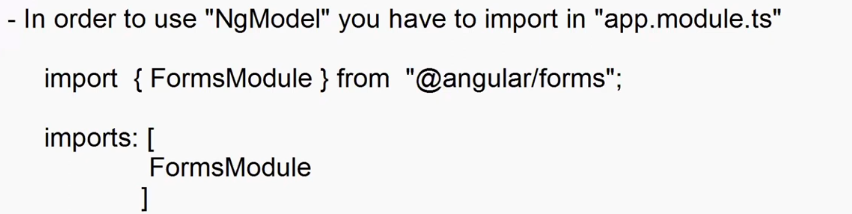 - In order to use "NgModel" you have to import in "app.module.ts"
import { FormsModule } from "@angular/forms";
imports: [
FormsModule
]